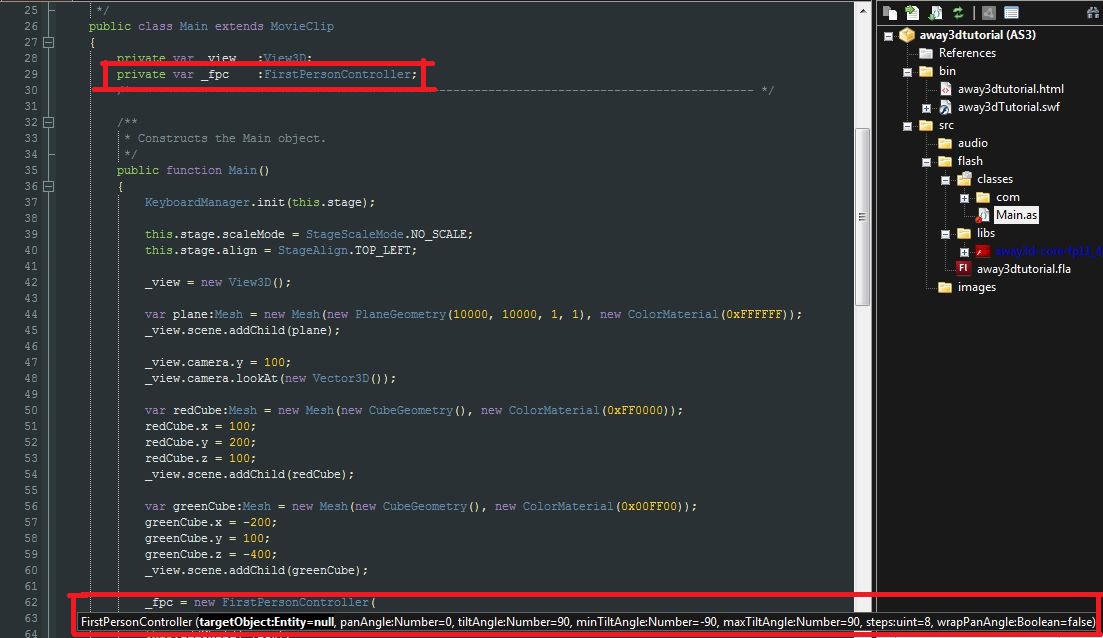 25 */
26 public class Main extends MovieClip
27 {
28 private var _view :View3D;
29 private var _fpc :FirstPersonController;
30 /* ---------------------------------------------- */
31
32 /**
33 * Constructs the Main object.
34 */
35 public function Main()
36 {
37 KeyboardManager.init(this.stage);
38
39 this.stage.scaleMode = StageScaleMode.NO_SCALE;
40 this.stage.align = StageAlign.TOP_LEFT;
41
42 _view = new View3D();
43
44 var plane:Mesh = new Mesh(new PlaneGeometry(10000, 10000, 1, 1), new ColorMaterial(0xFFFFFF));
45 _view.scene.addChild(plane);
46
47 _view.camera.y = 100;
48 _view.camera.lookAt(new Vector3D());
49
50 var redCube:Mesh = new Mesh(new CubeGeometry(), new ColorMaterial(0xFF0000));
51 redCube.x = 100;
52 redCube.y = 200;
53 redCube.z = 100;
54 _view.scene.addChild(redCube);
55
56 var greenCube:Mesh = new Mesh(new CubeGeometry(), new ColorMaterial(0x00FF00));
57 greenCube.x = -200;
58 greenCube.y = 100;
59 greenCube.z = -400;
60 _view.scene.addChild(greenCube);
61
62 _fpc = new FirstPersonController(
63 FirstPersonController (targetObject:Entity=null, panAngle:Number=0, tiltAngle:Number=90, minTiltAngle:Number=-90, maxTiltAngle:Number=90, steps:uint=8, wrapPanAngle:Boolean=false)
64
away3dtutorial (AS3)
References
bin
away3dtutorial.html
away3dTutorial.swf
src
audio
flash
classes
com
Main.as
libs
away3dtutorial.fla
images